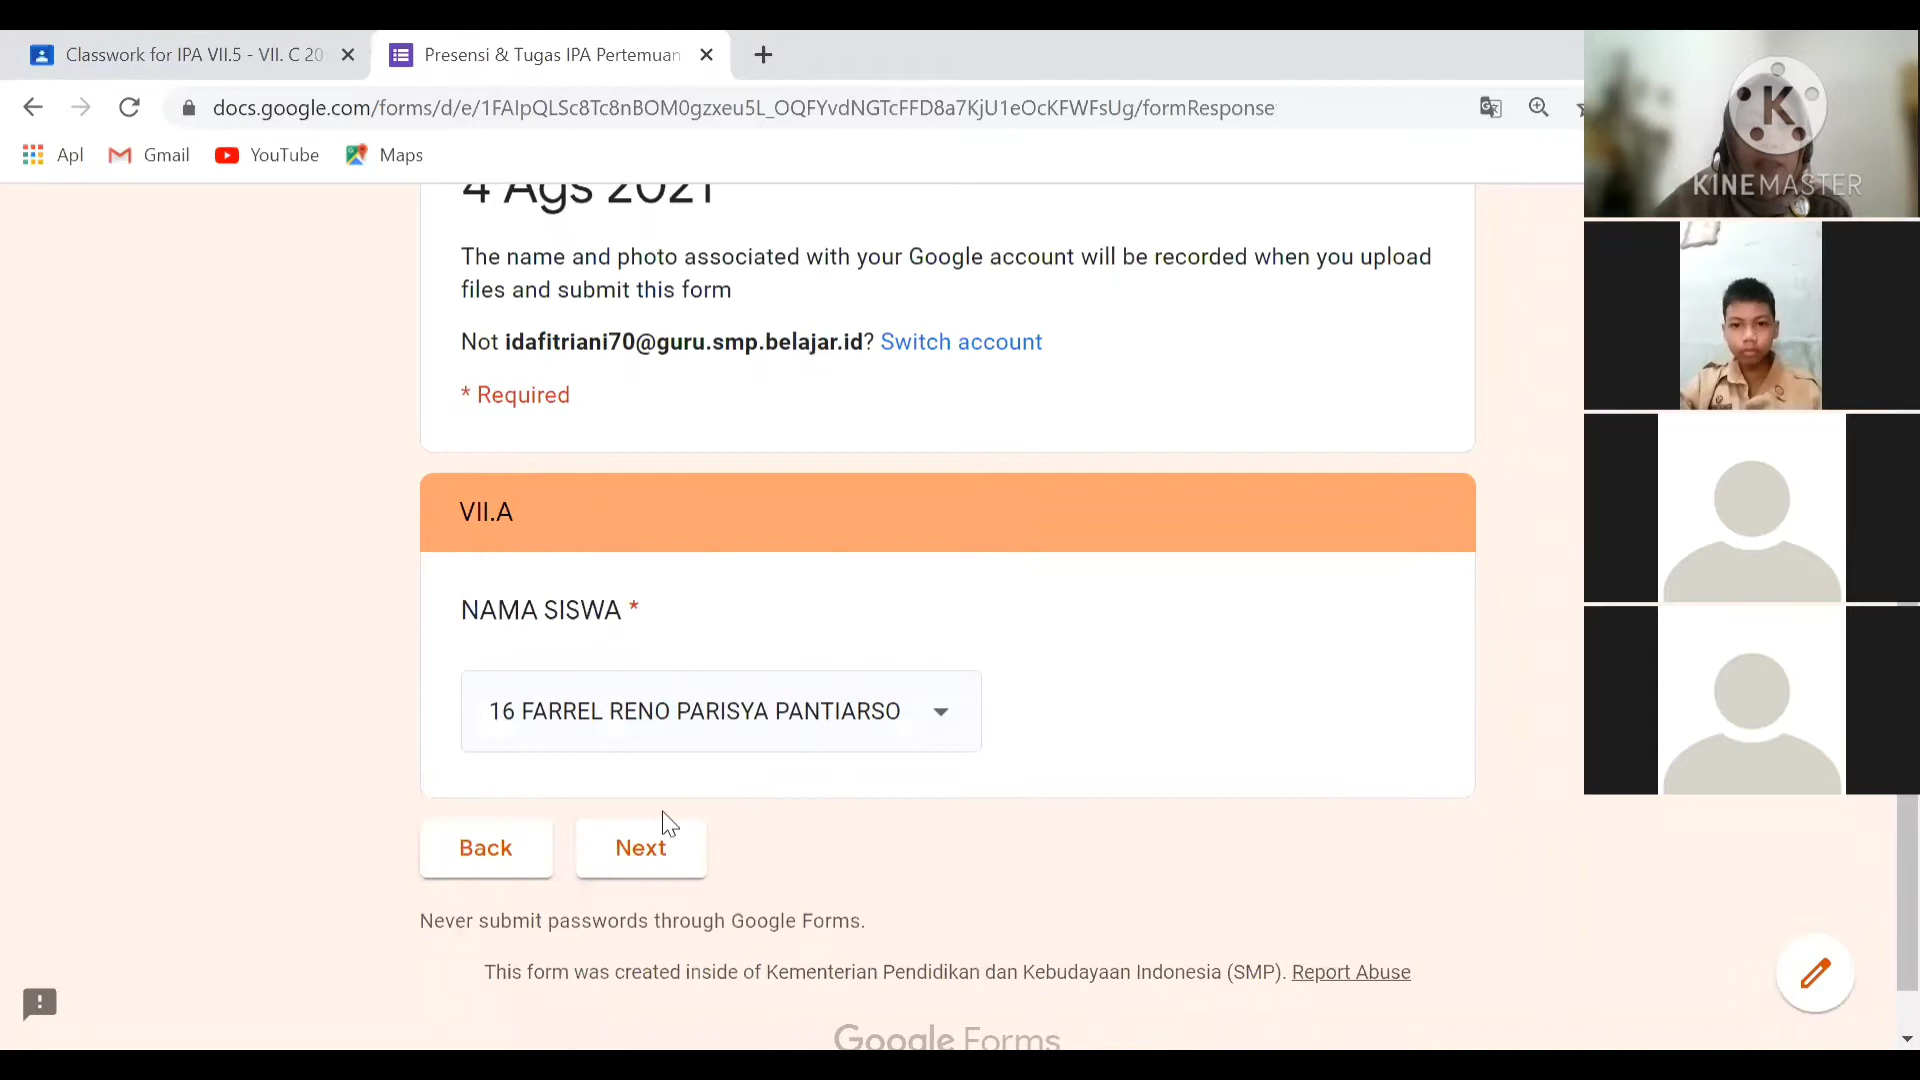 Classwork for IPA VII.5 - VII. C 20
Presensi & Tugas IPA Pertemuan
docs.google.com/forms/d/e/1FAIpQLSc8Tc8nBOM0gzxeu5L_OQFYvdNGTcFFD8a7KjU1eOcKFWFsUg/formResponse
Apl
Gmail
YouTube
Maps
K
KINEMASTER
4 Ags 2021
The name and photo associated with your Google account will be recorded when you upload
files and submit this form
Not idafitriani70@guru.smp.belajar.id? Switch account
* Required
VII.A
NAMA SISWA *
16 FARREL RENO PARISYA PANTIARSO
Back
Next
Never submit passwords through Google Forms.
This form was created inside of Kementerian Pendidikan dan Kebudayaan Indonesia (SMP). Report Abuse
Google Forms